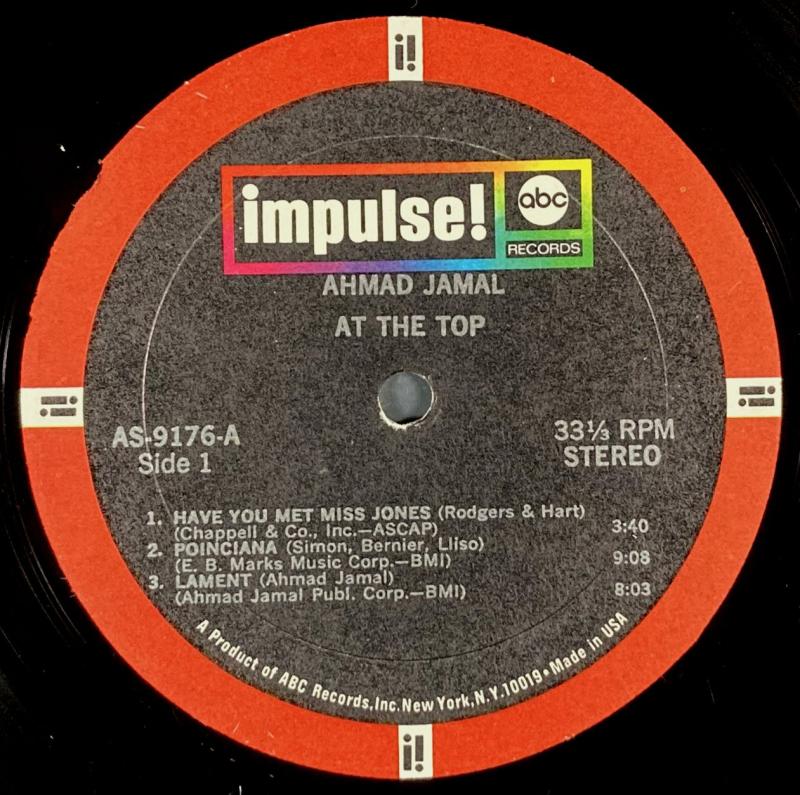 i!
impulse!
abc
RECORDS
AHMAD JAMAL
AT THE TOP
i!
i!
AS-9176-A
Side 1
33⅓ RPM
STEREO
1. HAVE YOU MET MISS JONES (Rodgers & Hart)
(Chappell & Co., Inc.—ASCAP) 3:40
2. POINCIANA (Simon, Bernier, Lliso)
(E. B. Marks Music Corp.—BMI) 9:08
3. LAMENT (Ahmad Jamal)
(Ahmad Jamal Publ. Corp.—BMI) 8:03
A Product of ABC Records, Inc. New York, N.Y. 10019 • Made in USA
i!